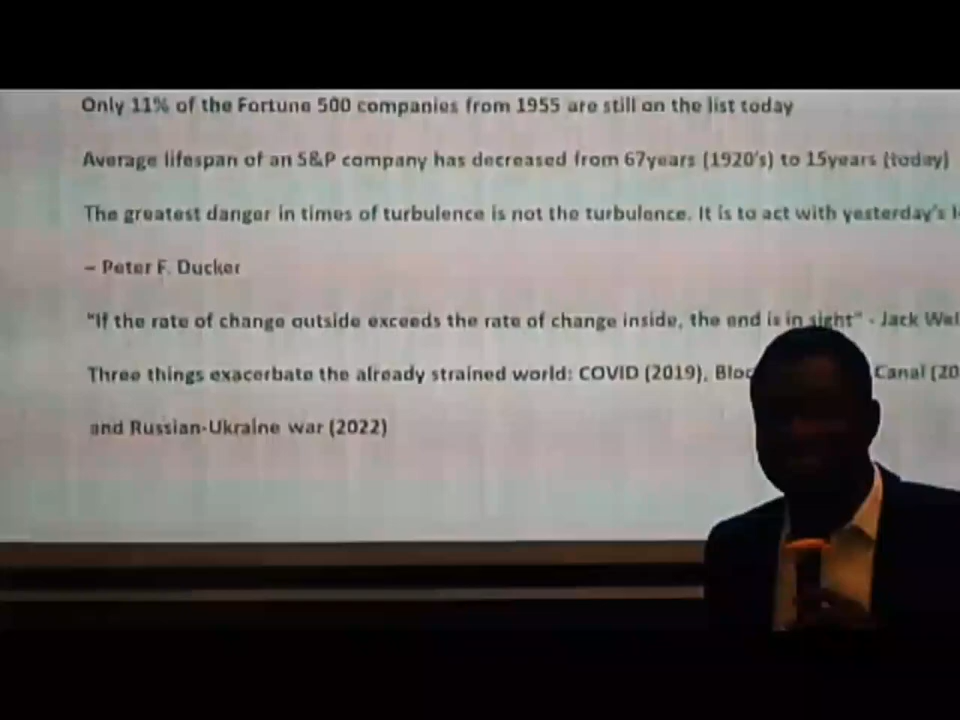 Only 11% of the Fortune 500 companies from 1955 are still on the list today
Average lifespan of an S&P company has decreased from 67years (1920's) to 15years (today)
The greatest danger in times of turbulence is not the turbulence. It is to act with yesterday's
– Peter F. Ducker
"If the rate of change outside exceeds the rate of change inside, the end is in sight" - Jack
Three things exacerbate the already strained world: COVID (2019), Canal
and Russian-Ukraine war (2022)